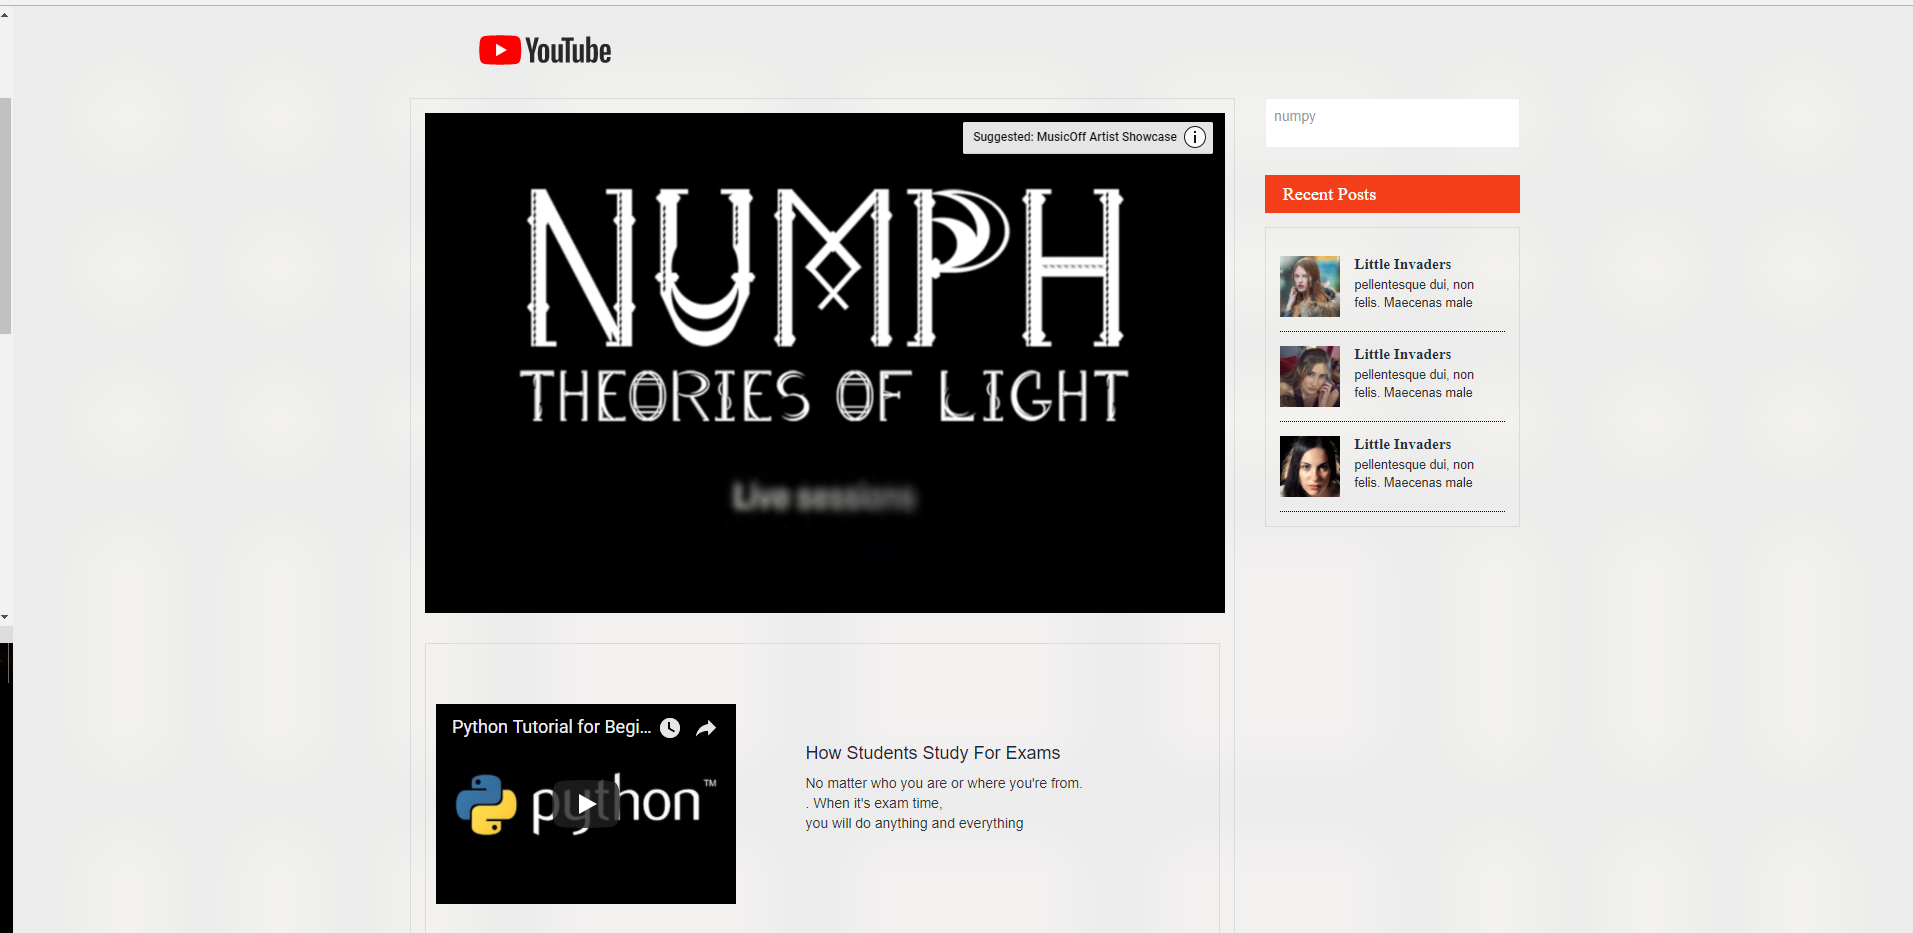 YouTube
Suggested: MusicOff Artist Showcase
NUMPH
THEORIES OF LIGHT
Live sessions
numpy
Recent Posts
Little Invaders
pellentesque dui, non
felis. Maecenas male
Little Invaders
pellentesque dui, non
felis. Maecenas male
Little Invaders
pellentesque dui, non
felis. Maecenas male
Python Tutorial for Begi...
python™
How Students Study For Exams
No matter who you are or where you're from.
. When it's exam time,
you will do anything and everything